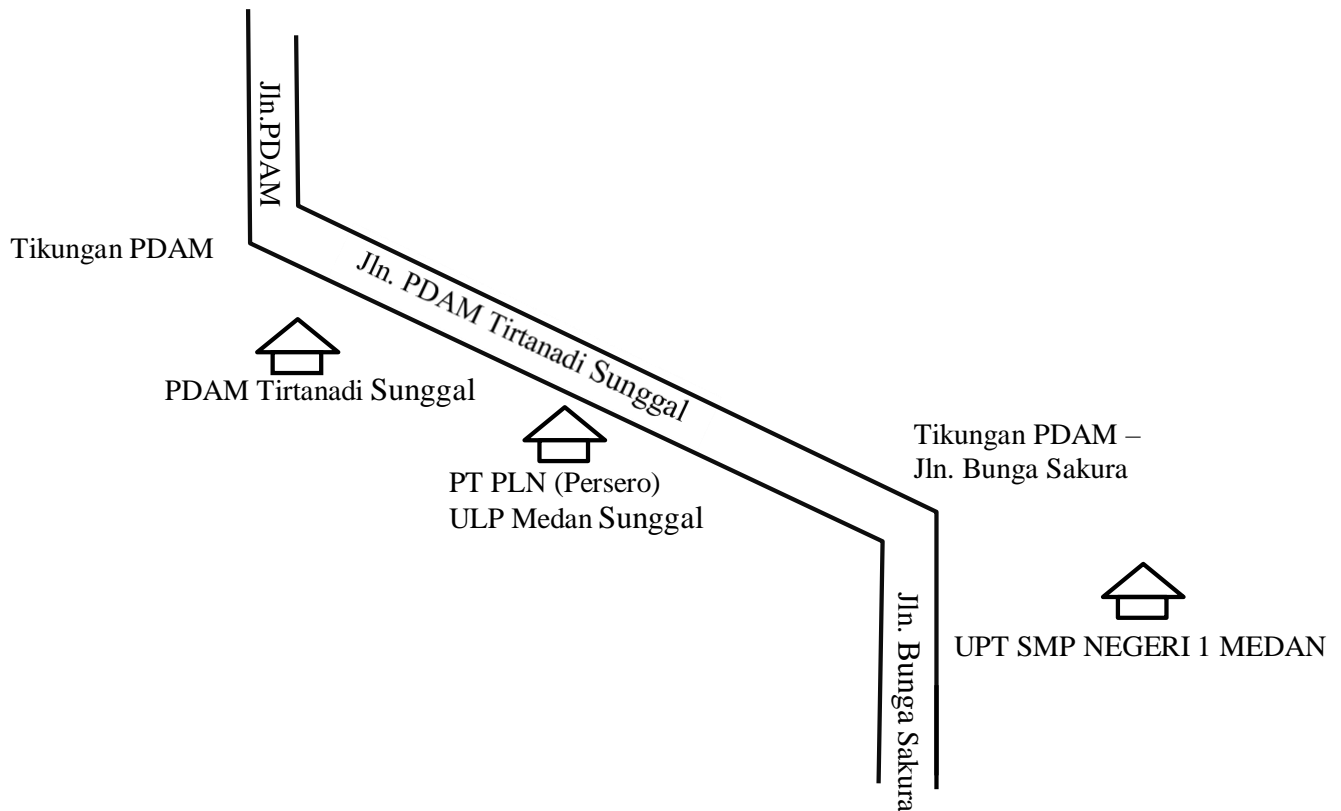 Jln.PDAM
Tikungan PDAM
Jln. PDAM Tirtanadi Sunggal
PDAM Tirtanadi Sunggal
PT PLN (Persero)
ULP Medan Sunggal
Tikungan PDAM –
Jln. Bunga Sakura
UPT SMP NEGERI 1 MEDAN
Jln. Bunga Sakura